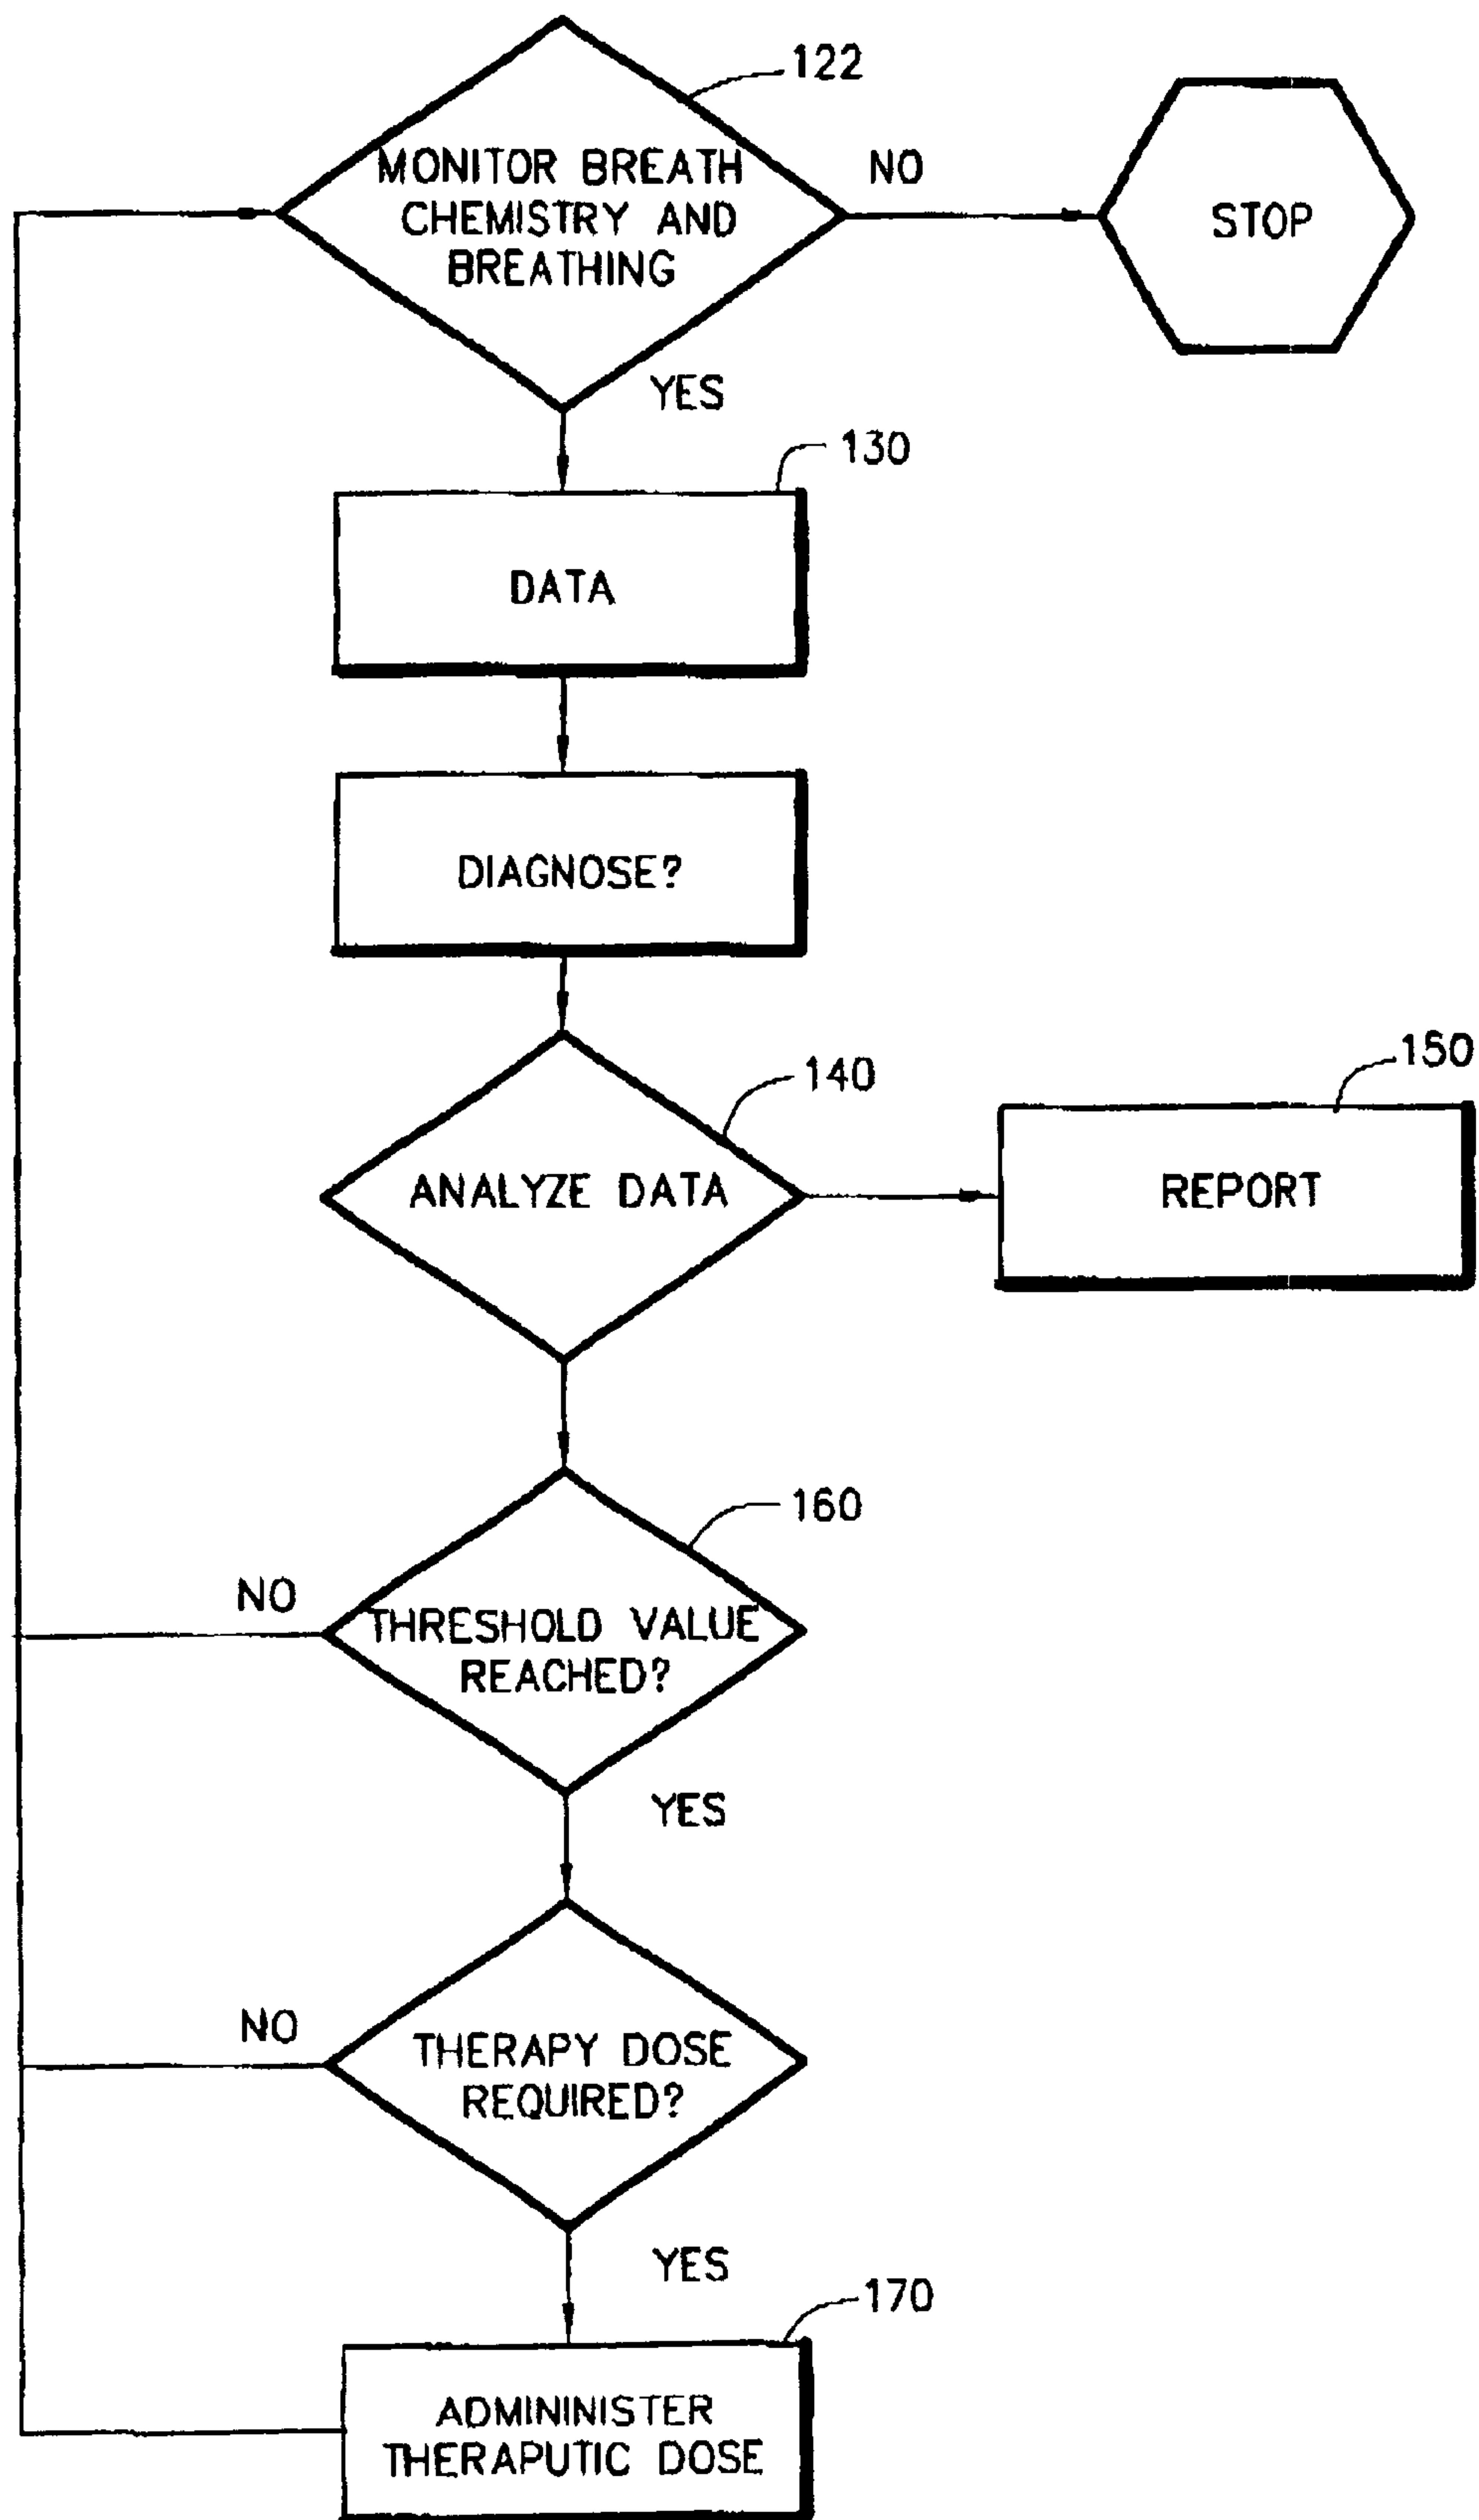 122
MONITOR BREATH
CHEMISTRY AND
BREATHING
NO
STOP
YES
130
DATA
DIAGNOSE?
140
150
ANALYZE DATA
REPORT
160
NO
THRESHOLD VALUE
REACHED?
YES
NO
THERAPY DOSE
REQUIRED?
YES
170
ADMININISTER
THERAPUTIC DOSE